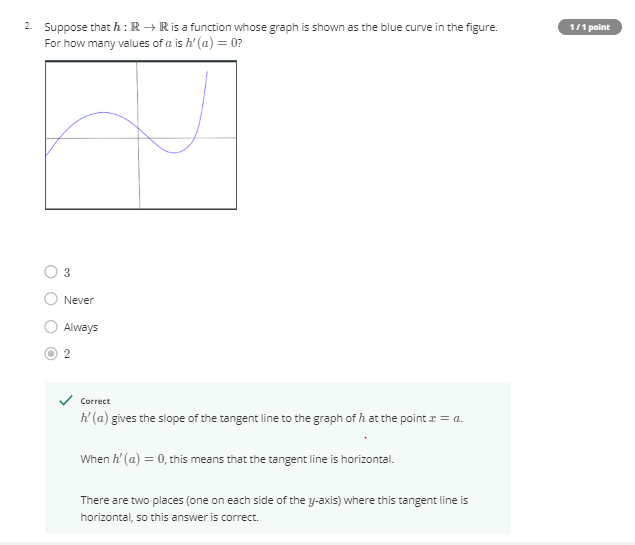 2. Suppose that h : ℝ → ℝ is a function whose graph is shown as the blue curve in the figure.
1 / 1 point
For how many values of a is h′(a) = 0?
3
Never
Always
2
Correct
h′(a) gives the slope of the tangent line to the graph of h at the point x = a.
When h′(a) = 0, this means that the tangent line is horizontal.
There are two places (one on each side of the y-axis) where this tangent line is
horizontal, so this answer is correct.